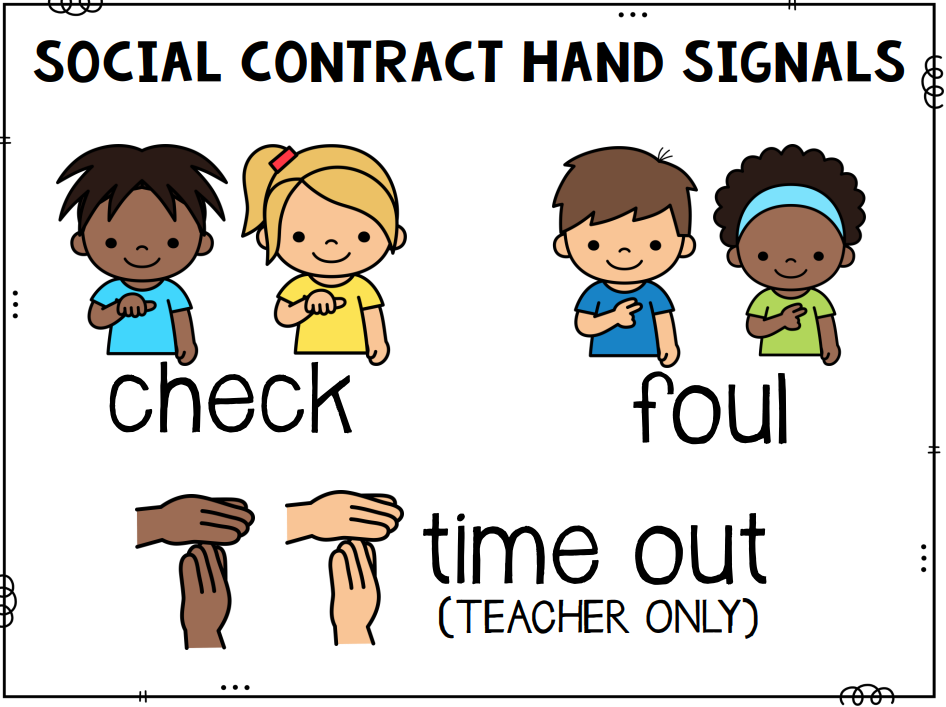 SOCIAL CONTRACT HAND SIGNALS
check
foul
time out
(TEACHER ONLY)